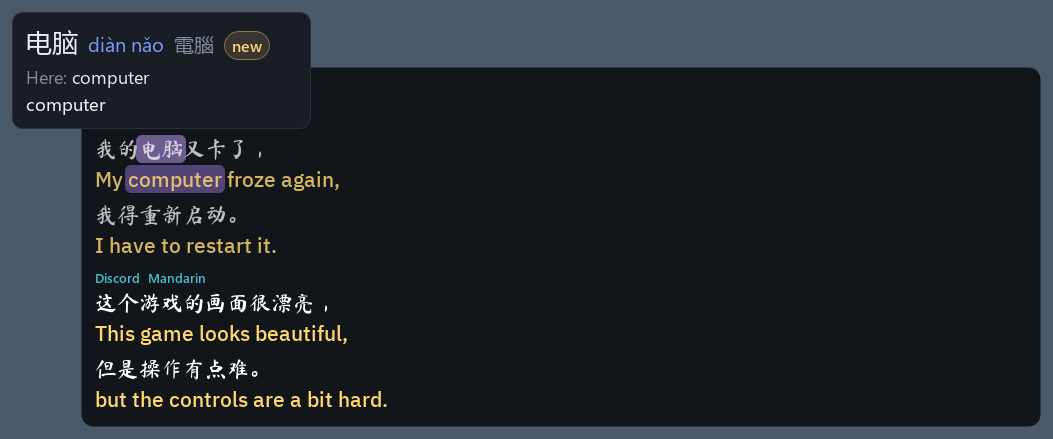 电脑 diàn nǎo 電腦 new
Here: computer
computer
我的电脑又卡了，
My computer froze again,
我得重新启动。
I have to restart it.
Discord Mandarin
这个游戏的画面很漂亮，
This game looks beautiful,
但是操作有点难。
but the controls are a bit hard.